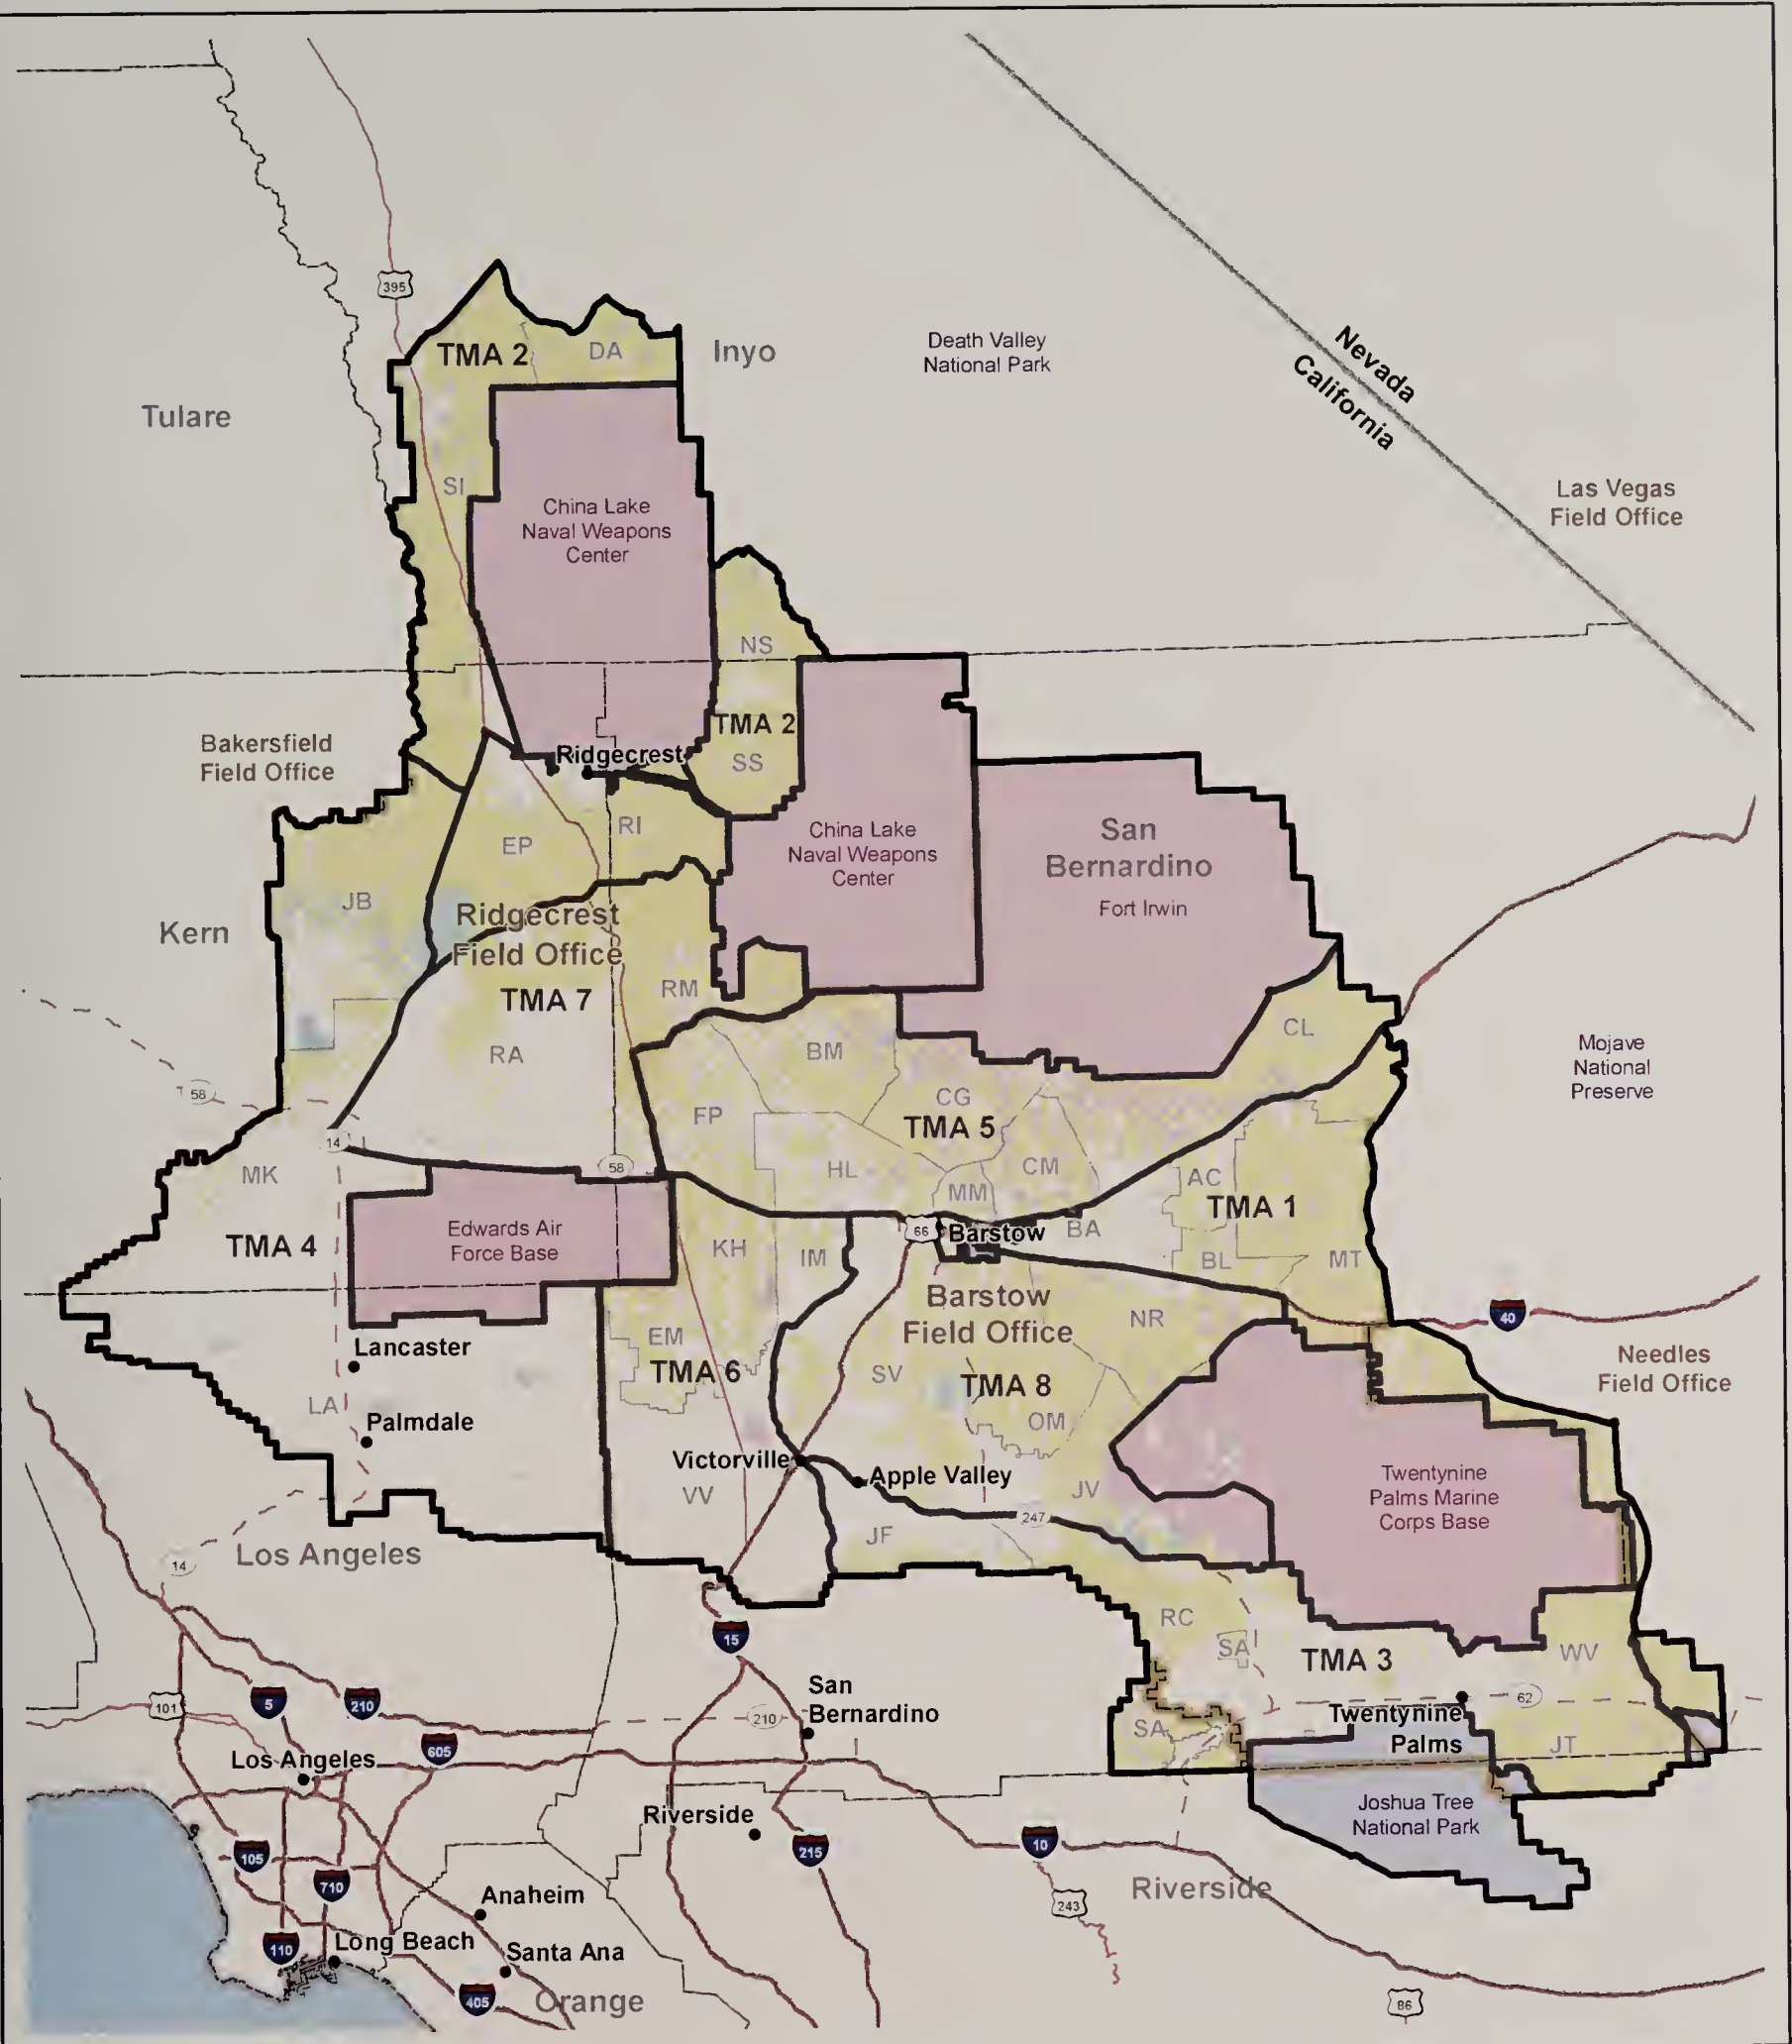 395
TMA 2
DA
Inyo
Death Valley
National Park
Nevada
California
Tulare
SI
China Lake
Naval Weapons
Center
Las Vegas
Field Office
NS
TMA 2
SS
Bakersfield
Field Office
Ridgecrest
RI
EP
China Lake
Naval Weapons
Center
San
Bernardino
Fort Irwin
JB
Kern
Ridgecrest
Field Office
TMA 7
RM
RA
CL
BM
Mojave
National
Preserve
58
14
FP
CG
TMA 5
58
HL
CM
MM
AC
TMA 1
MK
TMA 4
Edwards Air
Force Base
KH
IM
66
Barstow
BA
BL
MT
Barstow
Field Office
NR
40
EM
TMA 6
SV
TMA 8
OM
Needles
Field Office
Lancaster
LA
Palmdale
Victorville
VV
Apple Valley
JV
247
JF
Twentynine
Palms Marine
Corps Base
14
Los Angeles
15
RC
SA
TMA 3
WV
101
5
210
210
San
Bernardino
62
Twentynine
Palms
SA
JT
605
Los Angeles
Riverside
Joshua Tree
National Park
105
710
215
10
243
Riverside
Anaheim
110
Long Beach
Santa Ana
405
Orange
86